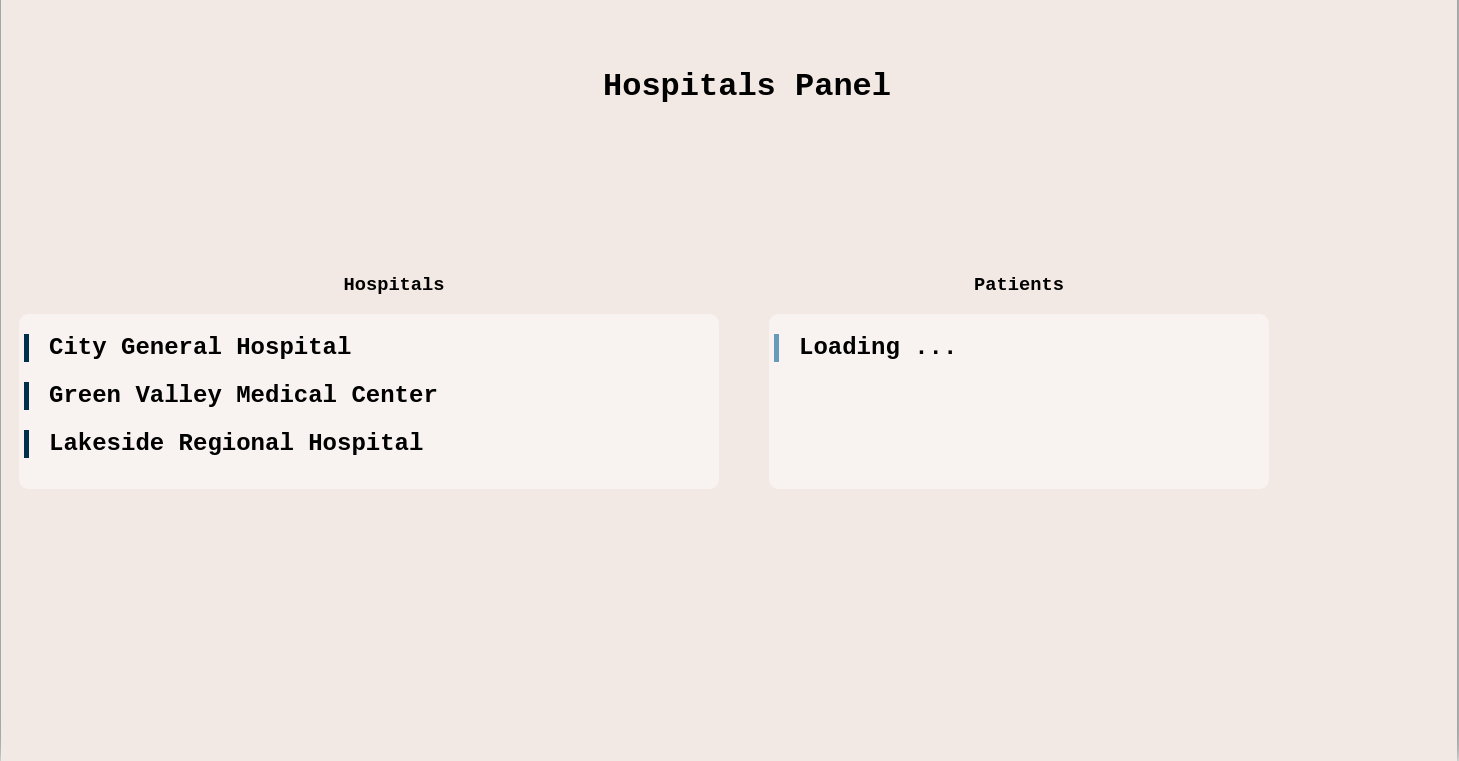 Hospitals Panel
Hospitals
City General Hospital
Green Valley Medical Center
Lakeside Regional Hospital
Patients
Loading ...